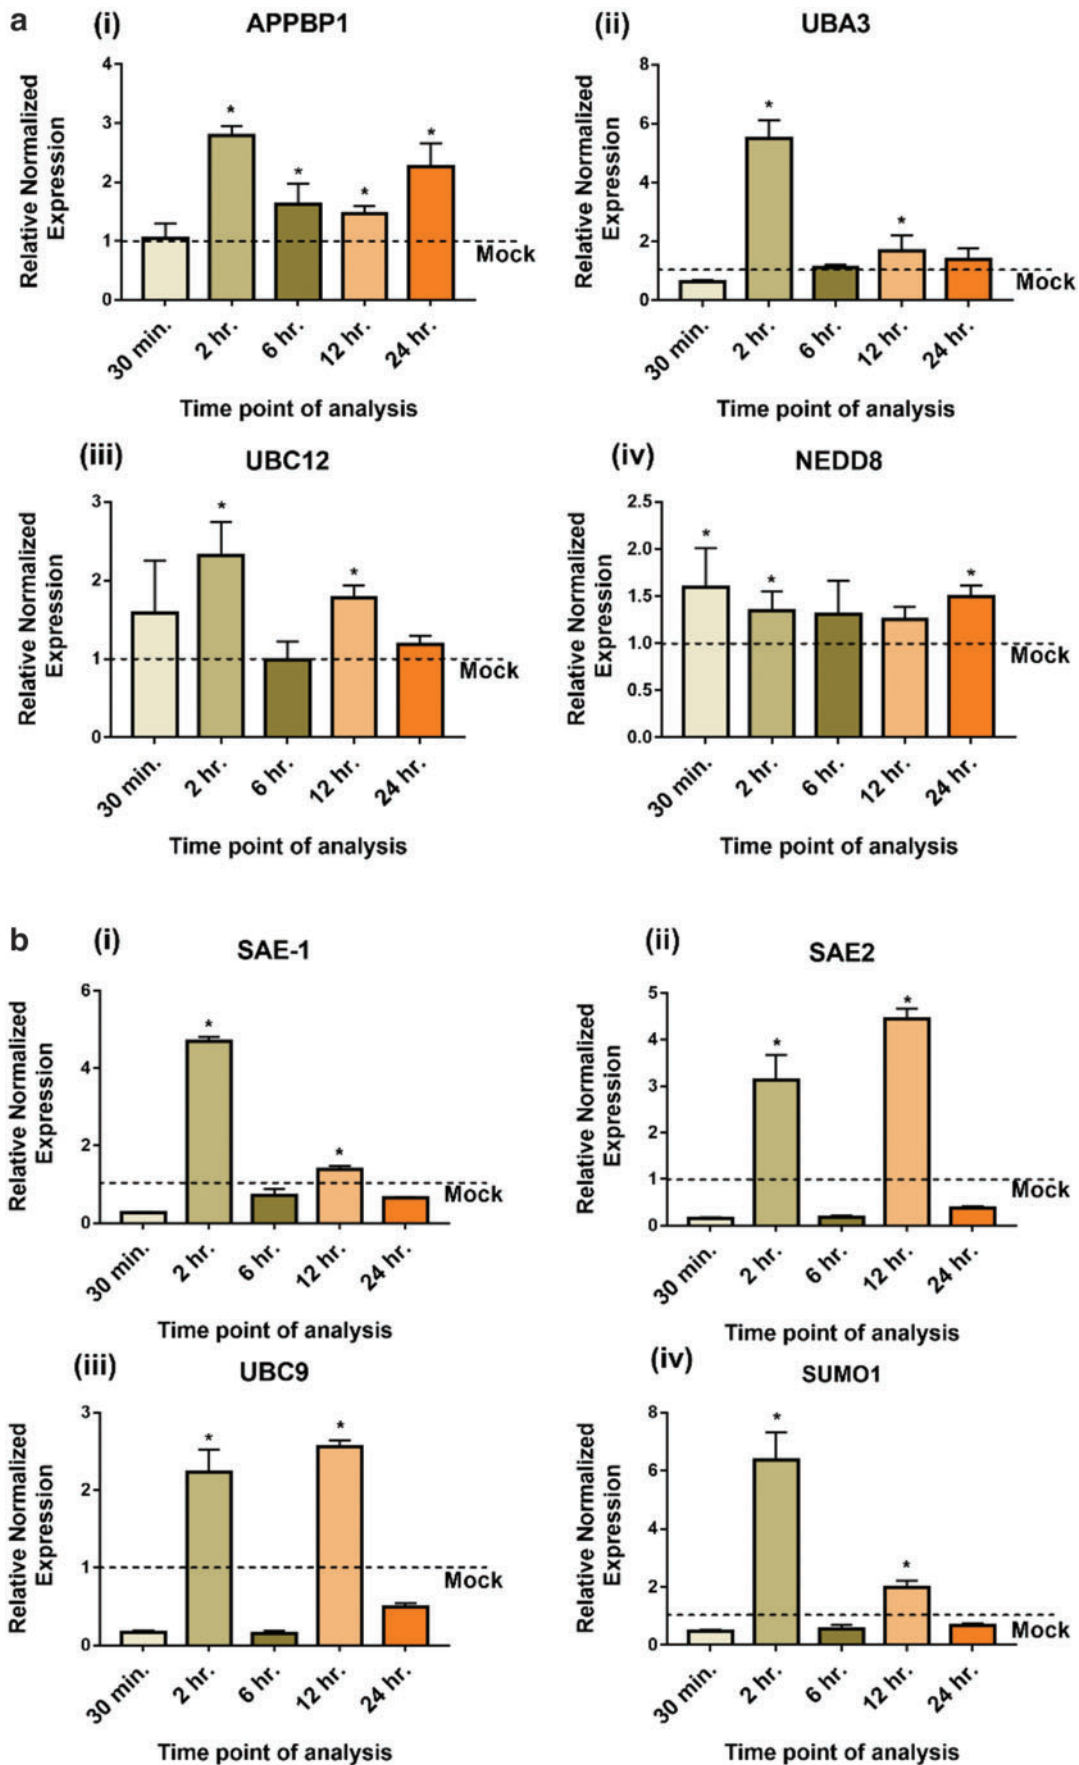 a (i) APPBP1
Relative Normalized
Expression
4
3
2
1
0
*
*
*
*
Mock
30 min.
2 hr.
6 hr.
12 hr.
24 hr.
Time point of analysis
(ii) UBA3
Relative Normalized
Expression
8
6
4
2
0
*
*
Mock
30 min.
2 hr.
6 hr.
12 hr.
24 hr.
Time point of analysis
(iii) UBC12
Relative Normalized
Expression
3
2
1
0
*
*
Mock
30 min.
2 hr.
6 hr.
12 hr.
24 hr.
Time point of analysis
(iv) NEDD8
Relative Normalized
Expression
2.5
2.0
1.5
1.0
0.5
0.0
*
*
*
Mock
30 min.
2 hr.
6 hr.
12 hr.
24 hr.
Time point of analysis
b (i) SAE-1
Relative Normalized
Expression
6
4
2
0
*
*
Mock
30 min.
2 hr.
6 hr.
12 hr.
24 hr.
Time point of analysis
(ii) SAE2
Relative Normalized
Expression
5
4
3
2
1
0
*
*
Mock
30 min.
2 hr.
6 hr.
12 hr.
24 hr.
Time point of analysis
(iii) UBC9
Relative Normalized
Expression
3
2
1
0
*
*
Mock
30 min.
2 hr.
6 hr.
12 hr.
24 hr.
Time point of analysis
(iv) SUMO1
Relative Normalized
Expression
8
6
4
2
0
*
*
Mock
30 min.
2 hr.
6 hr.
12 hr.
24 hr.
Time point of analysis